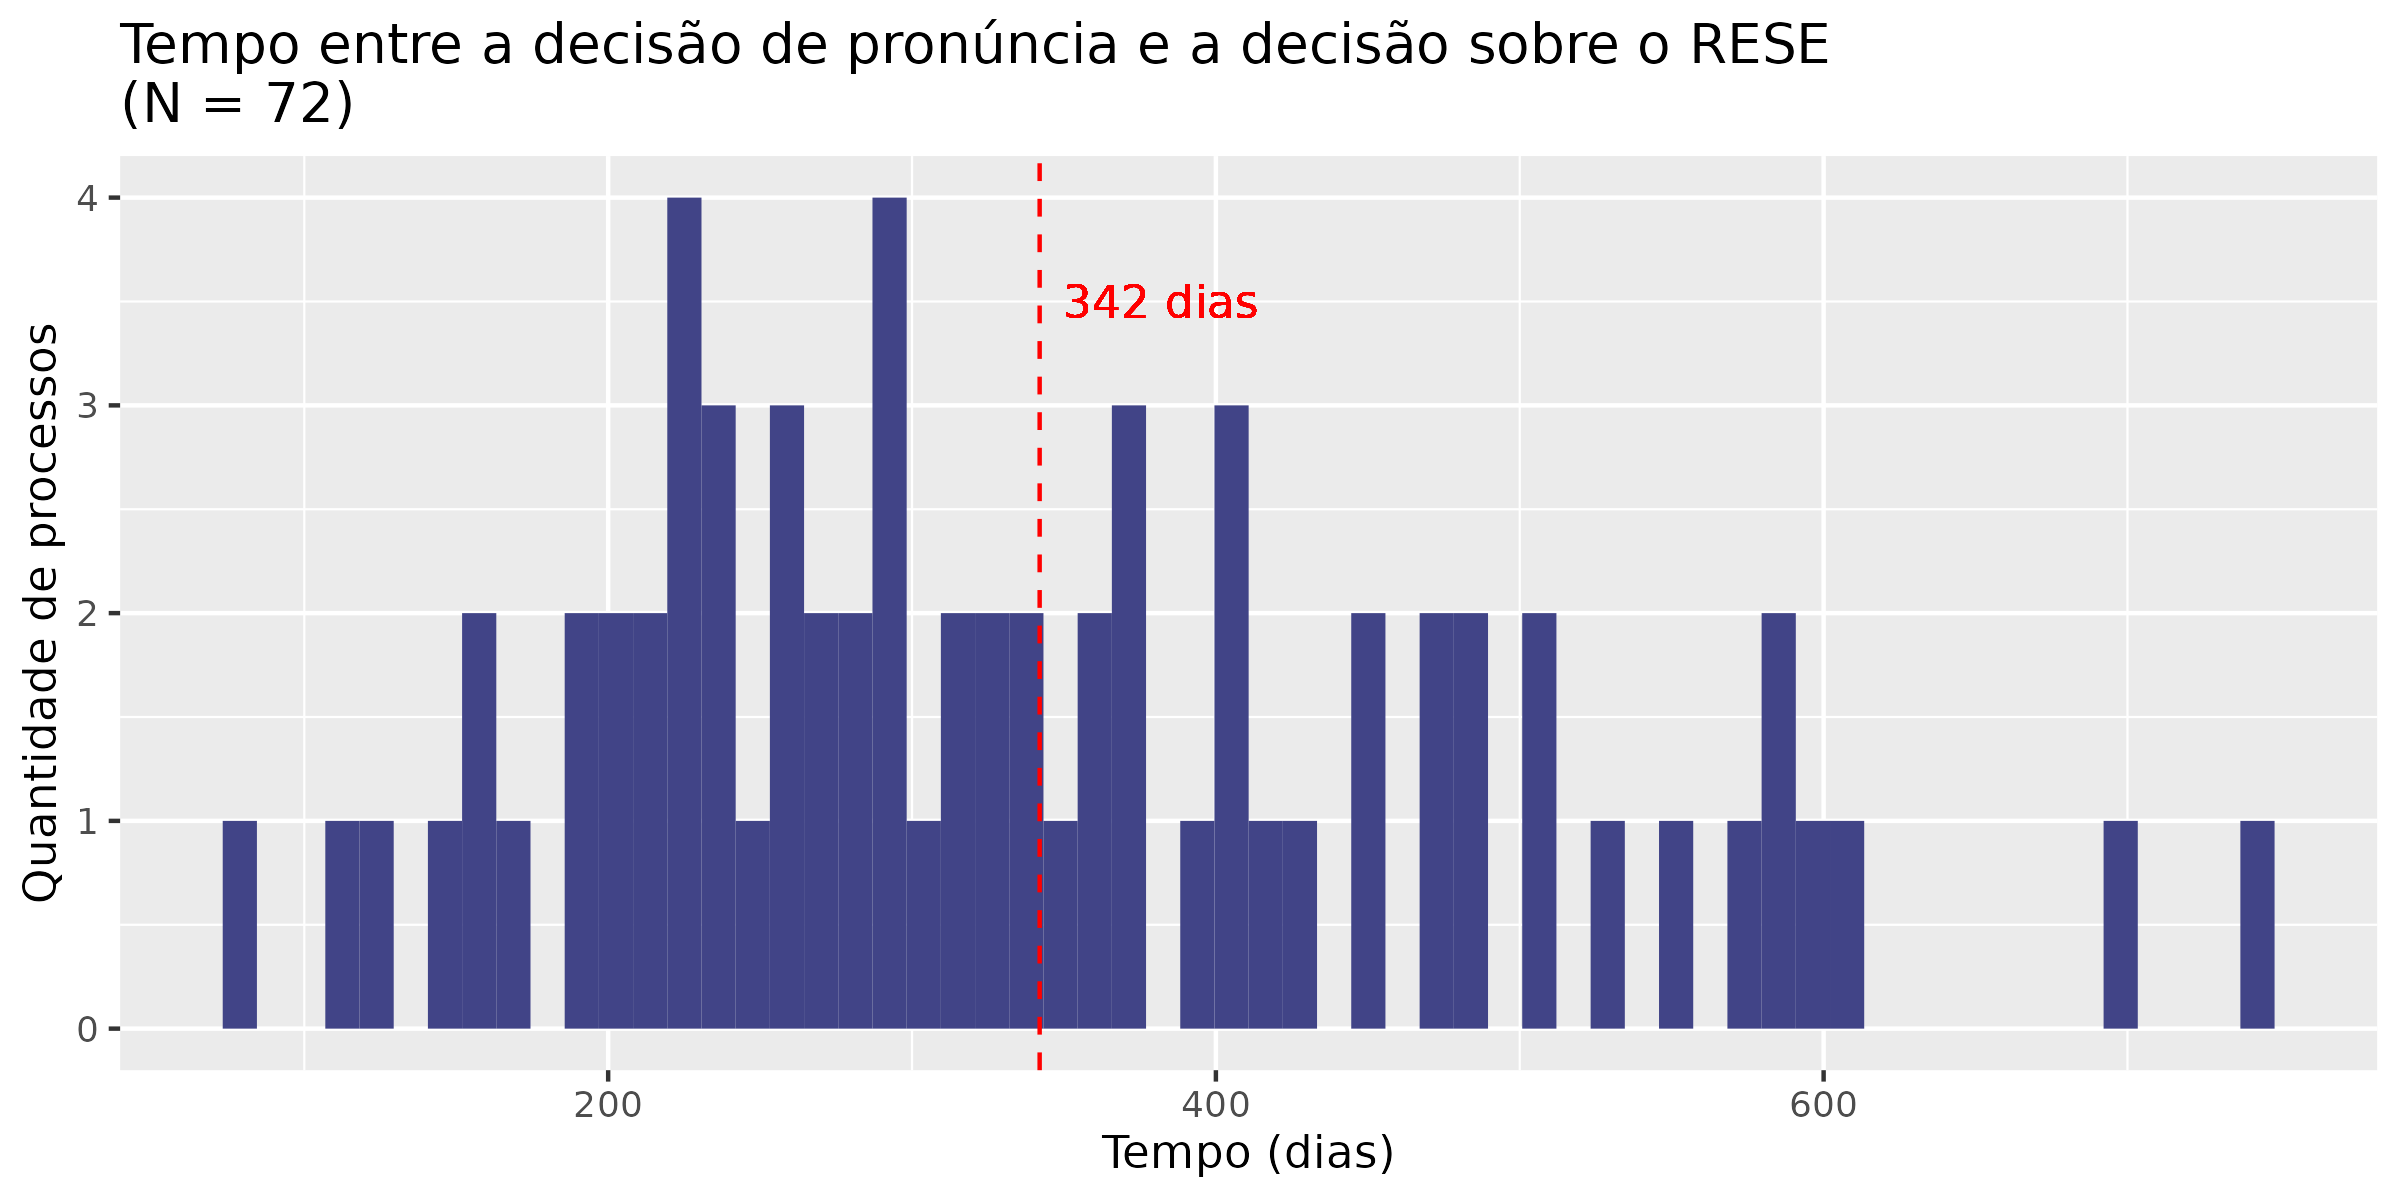 Tempo entre a decisão de pronúncia e a decisão sobre o RESE
(N = 72)
Quantidade de processos
4
3
2
1
0
342 dias
200
400
600
Tempo (dias)